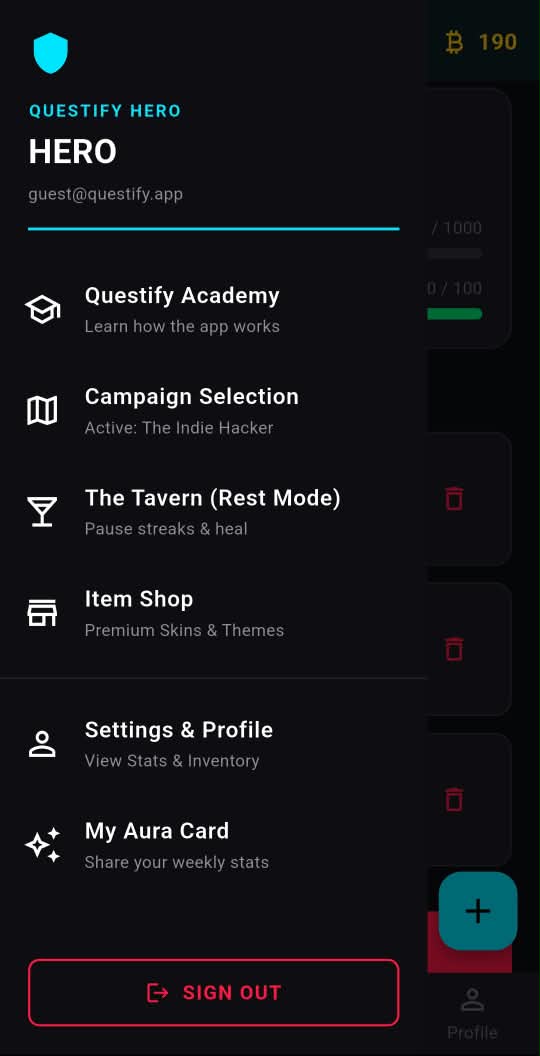 190
QUESTIFY HERO
HERO
guest@questify.app
/ 1000
0 / 100
Questify Academy
Learn how the app works
Campaign Selection
Active: The Indie Hacker
The Tavern (Rest Mode)
Pause streaks & heal
Item Shop
Premium Skins & Themes
Settings & Profile
View Stats & Inventory
My Aura Card
Share your weekly stats
SIGN OUT
Profile